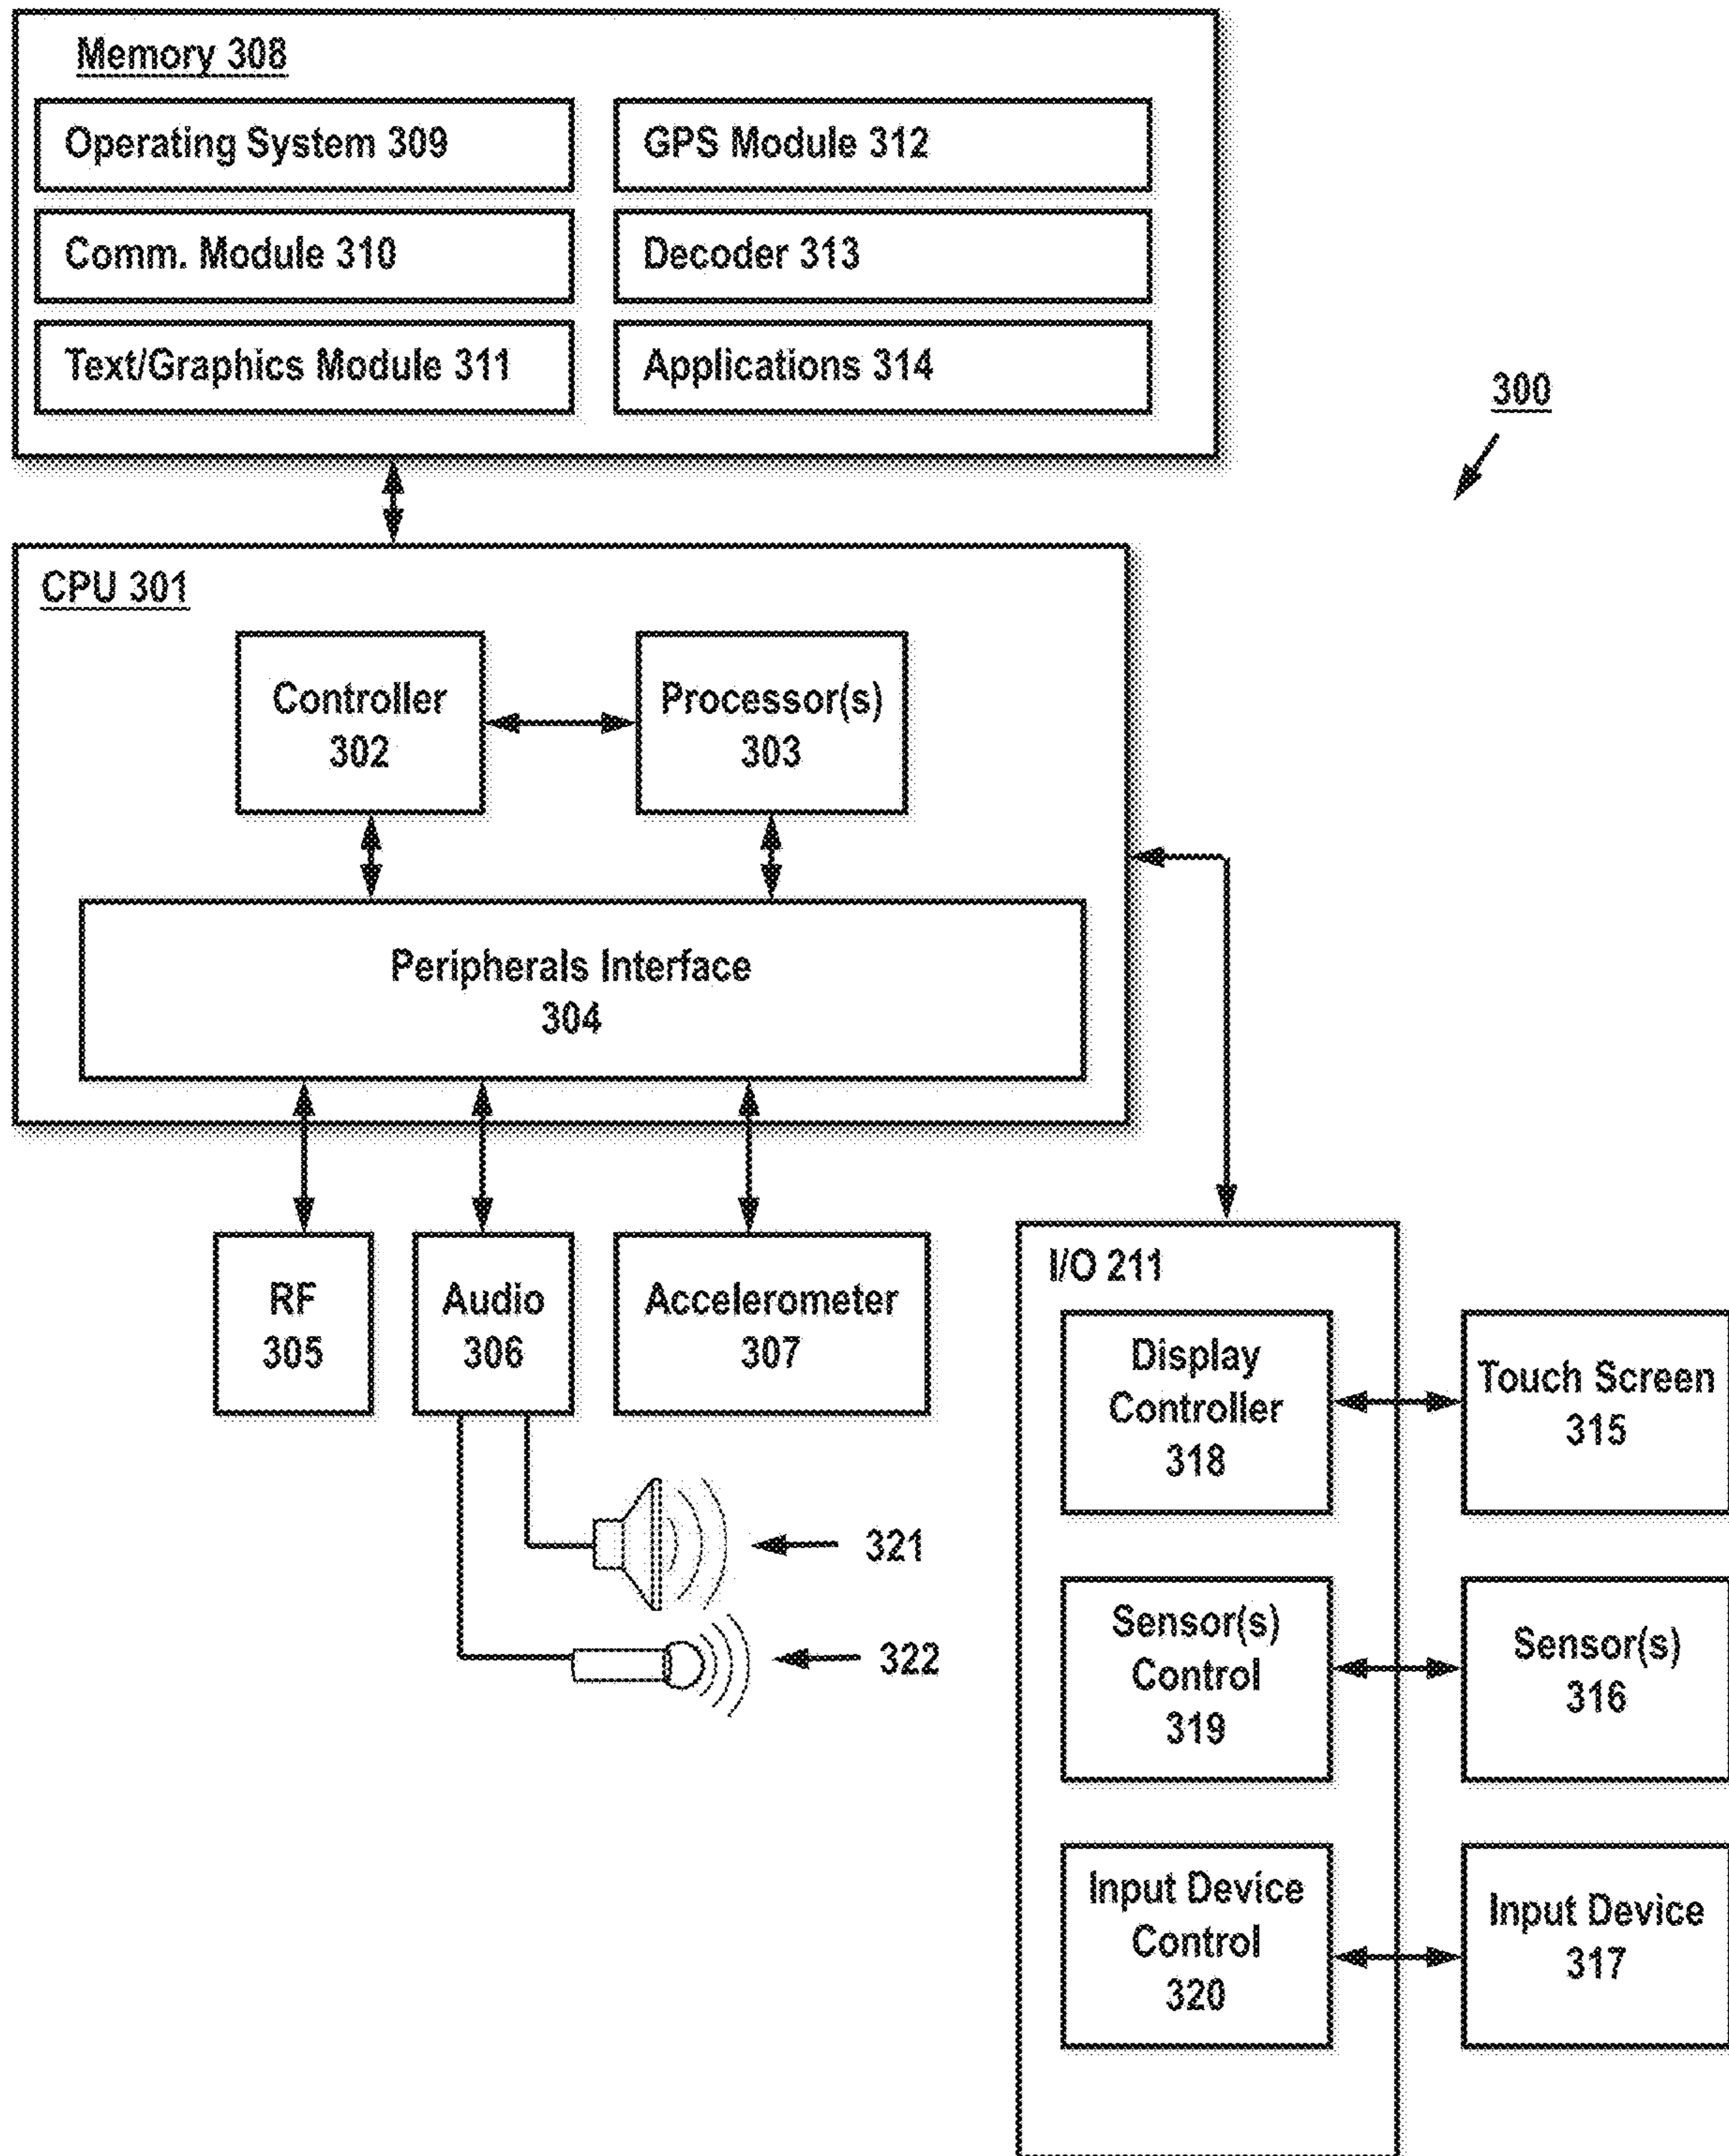 Memory 308
Operating System 309
GPS Module 312
Comm. Module 310
Decoder 313
Text/Graphics Module 311
Applications 314
300
CPU 301
Controller
302
Processor(s)
303
Peripherals Interface
304
RF
305
Audio
306
Accelerometer
307
I/O 211
Display
Controller
318
Touch Screen
315
321
Sensor(s)
Control
319
Sensor(s)
316
322
Input Device
Control
320
Input Device
317